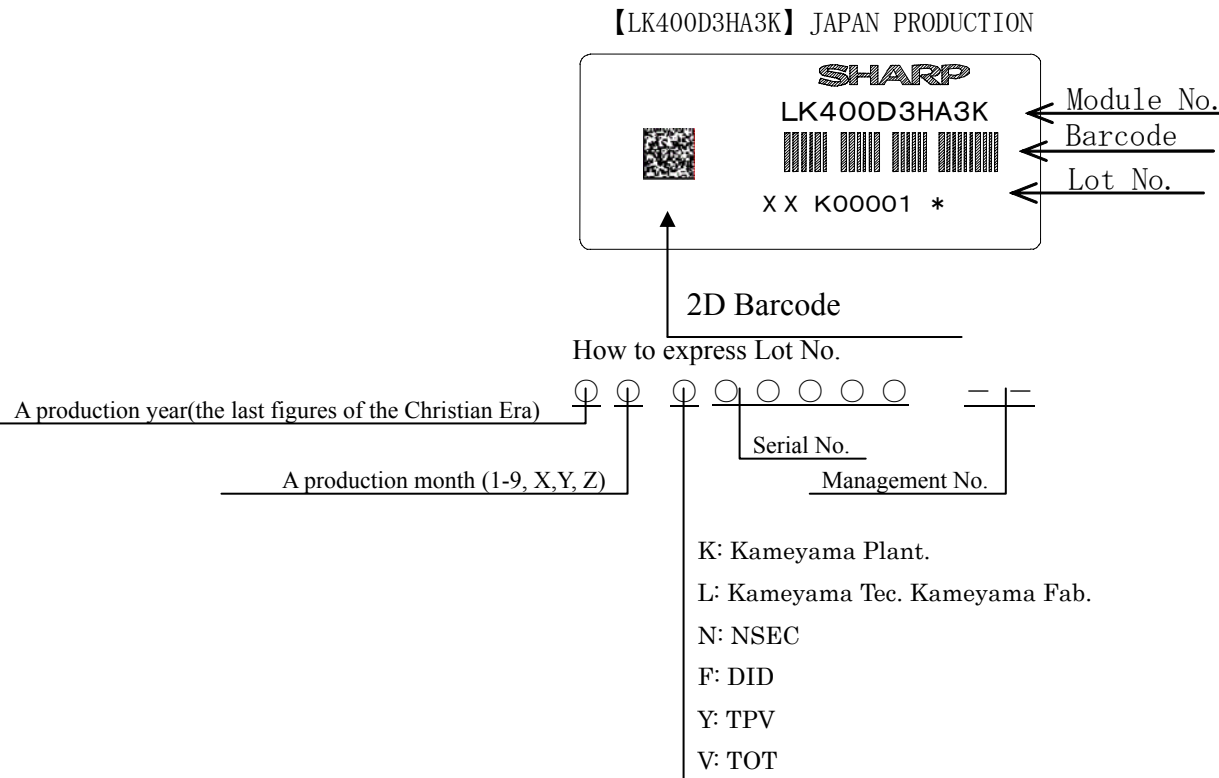 【LK400D3HA3K】 JAPAN PRODUCTION
SHARP
LK400D3HA3K
Module No.
Barcode
Lot No.
X X K00001 *
2D Barcode
How to express Lot No.
○ ○ ○ ○ ○ ○ ○ ○ － －
A production year(the last figures of the Christian Era)
Serial No.
A production month (1-9, X,Y, Z)
Management No.
K: Kameyama Plant.
L: Kameyama Tec. Kameyama Fab.
N: NSEC
F: DID
Y: TPV
V: TOT